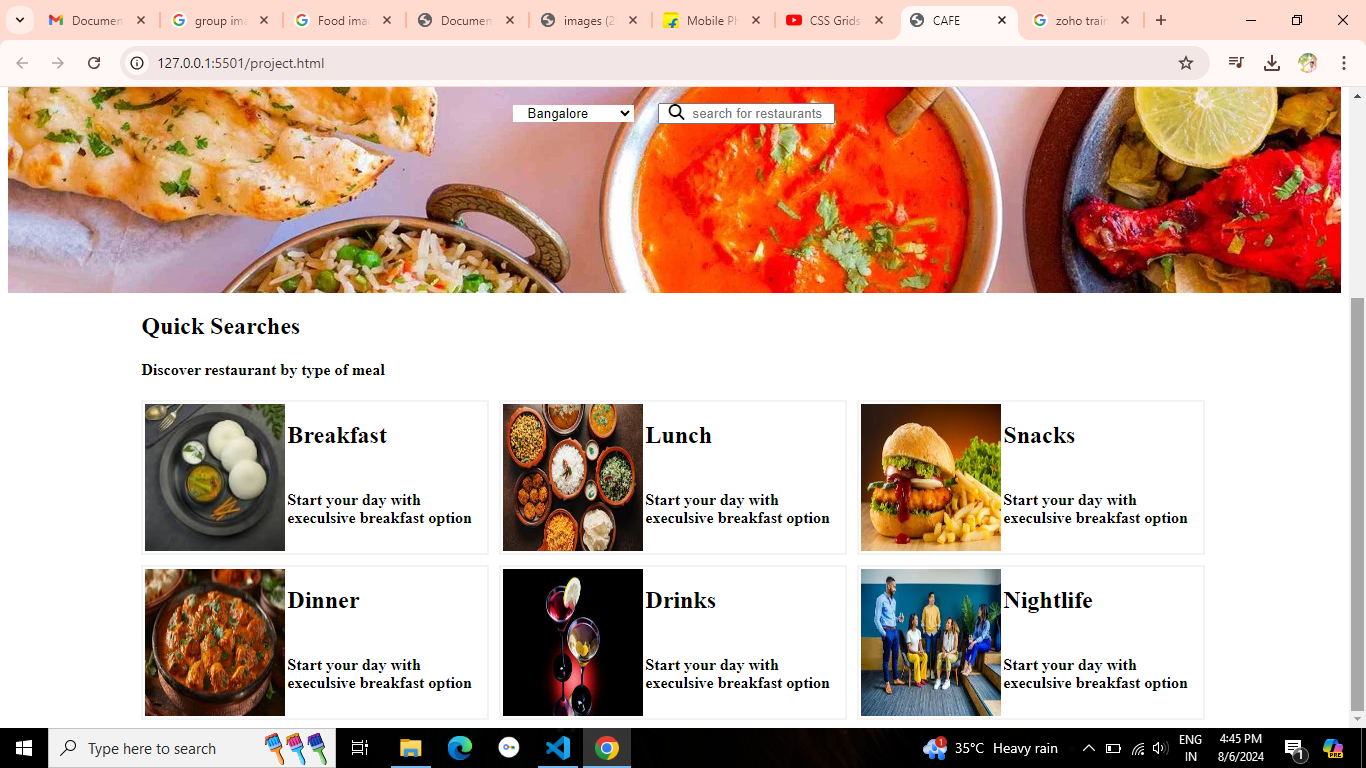 Documen
group ima
Food ima
Documen
images (2
Mobile Ph
CSS Grids
CAFE
zoho train
127.0.0.1:5501/project.html
Bangalore
search for restaurants
Quick Searches
Discover restaurant by type of meal
Breakfast
Start your day with
execulsive breakfast option
Lunch
Start your day with
execulsive breakfast option
Snacks
Start your day with
execulsive breakfast option
Dinner
Start your day with
execulsive breakfast option
Drinks
Start your day with
execulsive breakfast option
Nightlife
Start your day with
execulsive breakfast option
Type here to search
1
35°C Heavy rain
ENG
IN
4:45 PM
8/6/2024
1
PRE